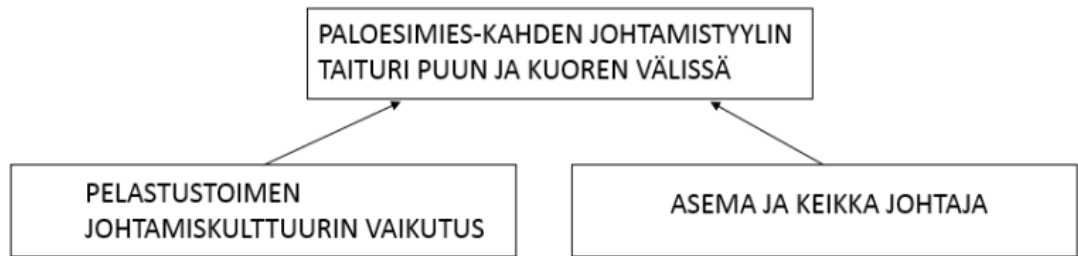 PALOESIMIES-KAHDEN JOHTAMISTYYLIN
TAITURI PUUN JA KUOREN VÄLISSÄ
PELASTUSTOIMEN
JOHTAMISKULTTUURIN VAIKUTUS
ASEMA JA KEIKKA JOHTAJA